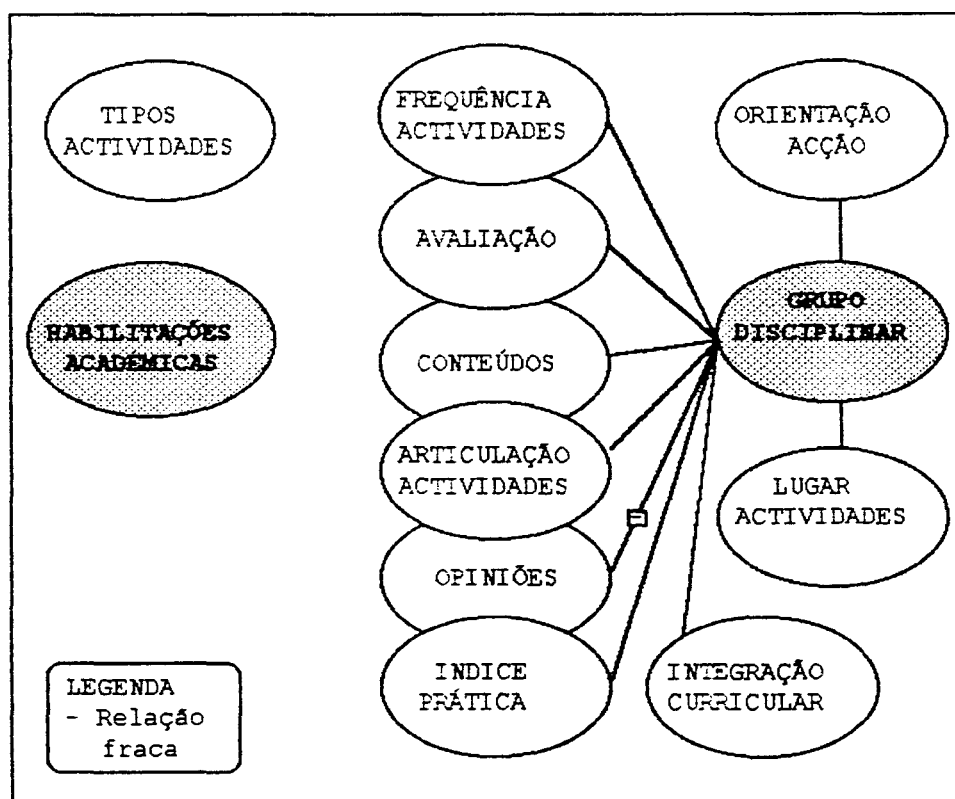 TIPOS
ACTIVIDADES
FREQUÊNCIA
ACTIVIDADES
ORIENTAÇÃO
ACÇÃO
AVALIAÇÃO
GRUPO
DISCIPLINAR
HABILITAÇÕES
ACADÉMICAS
CONTEÚDOS
ARTICULAÇÃO
ACTIVIDADES
LUGAR
ACTIVIDADES
-
OPINIÕES
INDICE
PRÁTICA
INTEGRAÇÃO
CURRICULAR
LEGENDA
- Relação
fraca